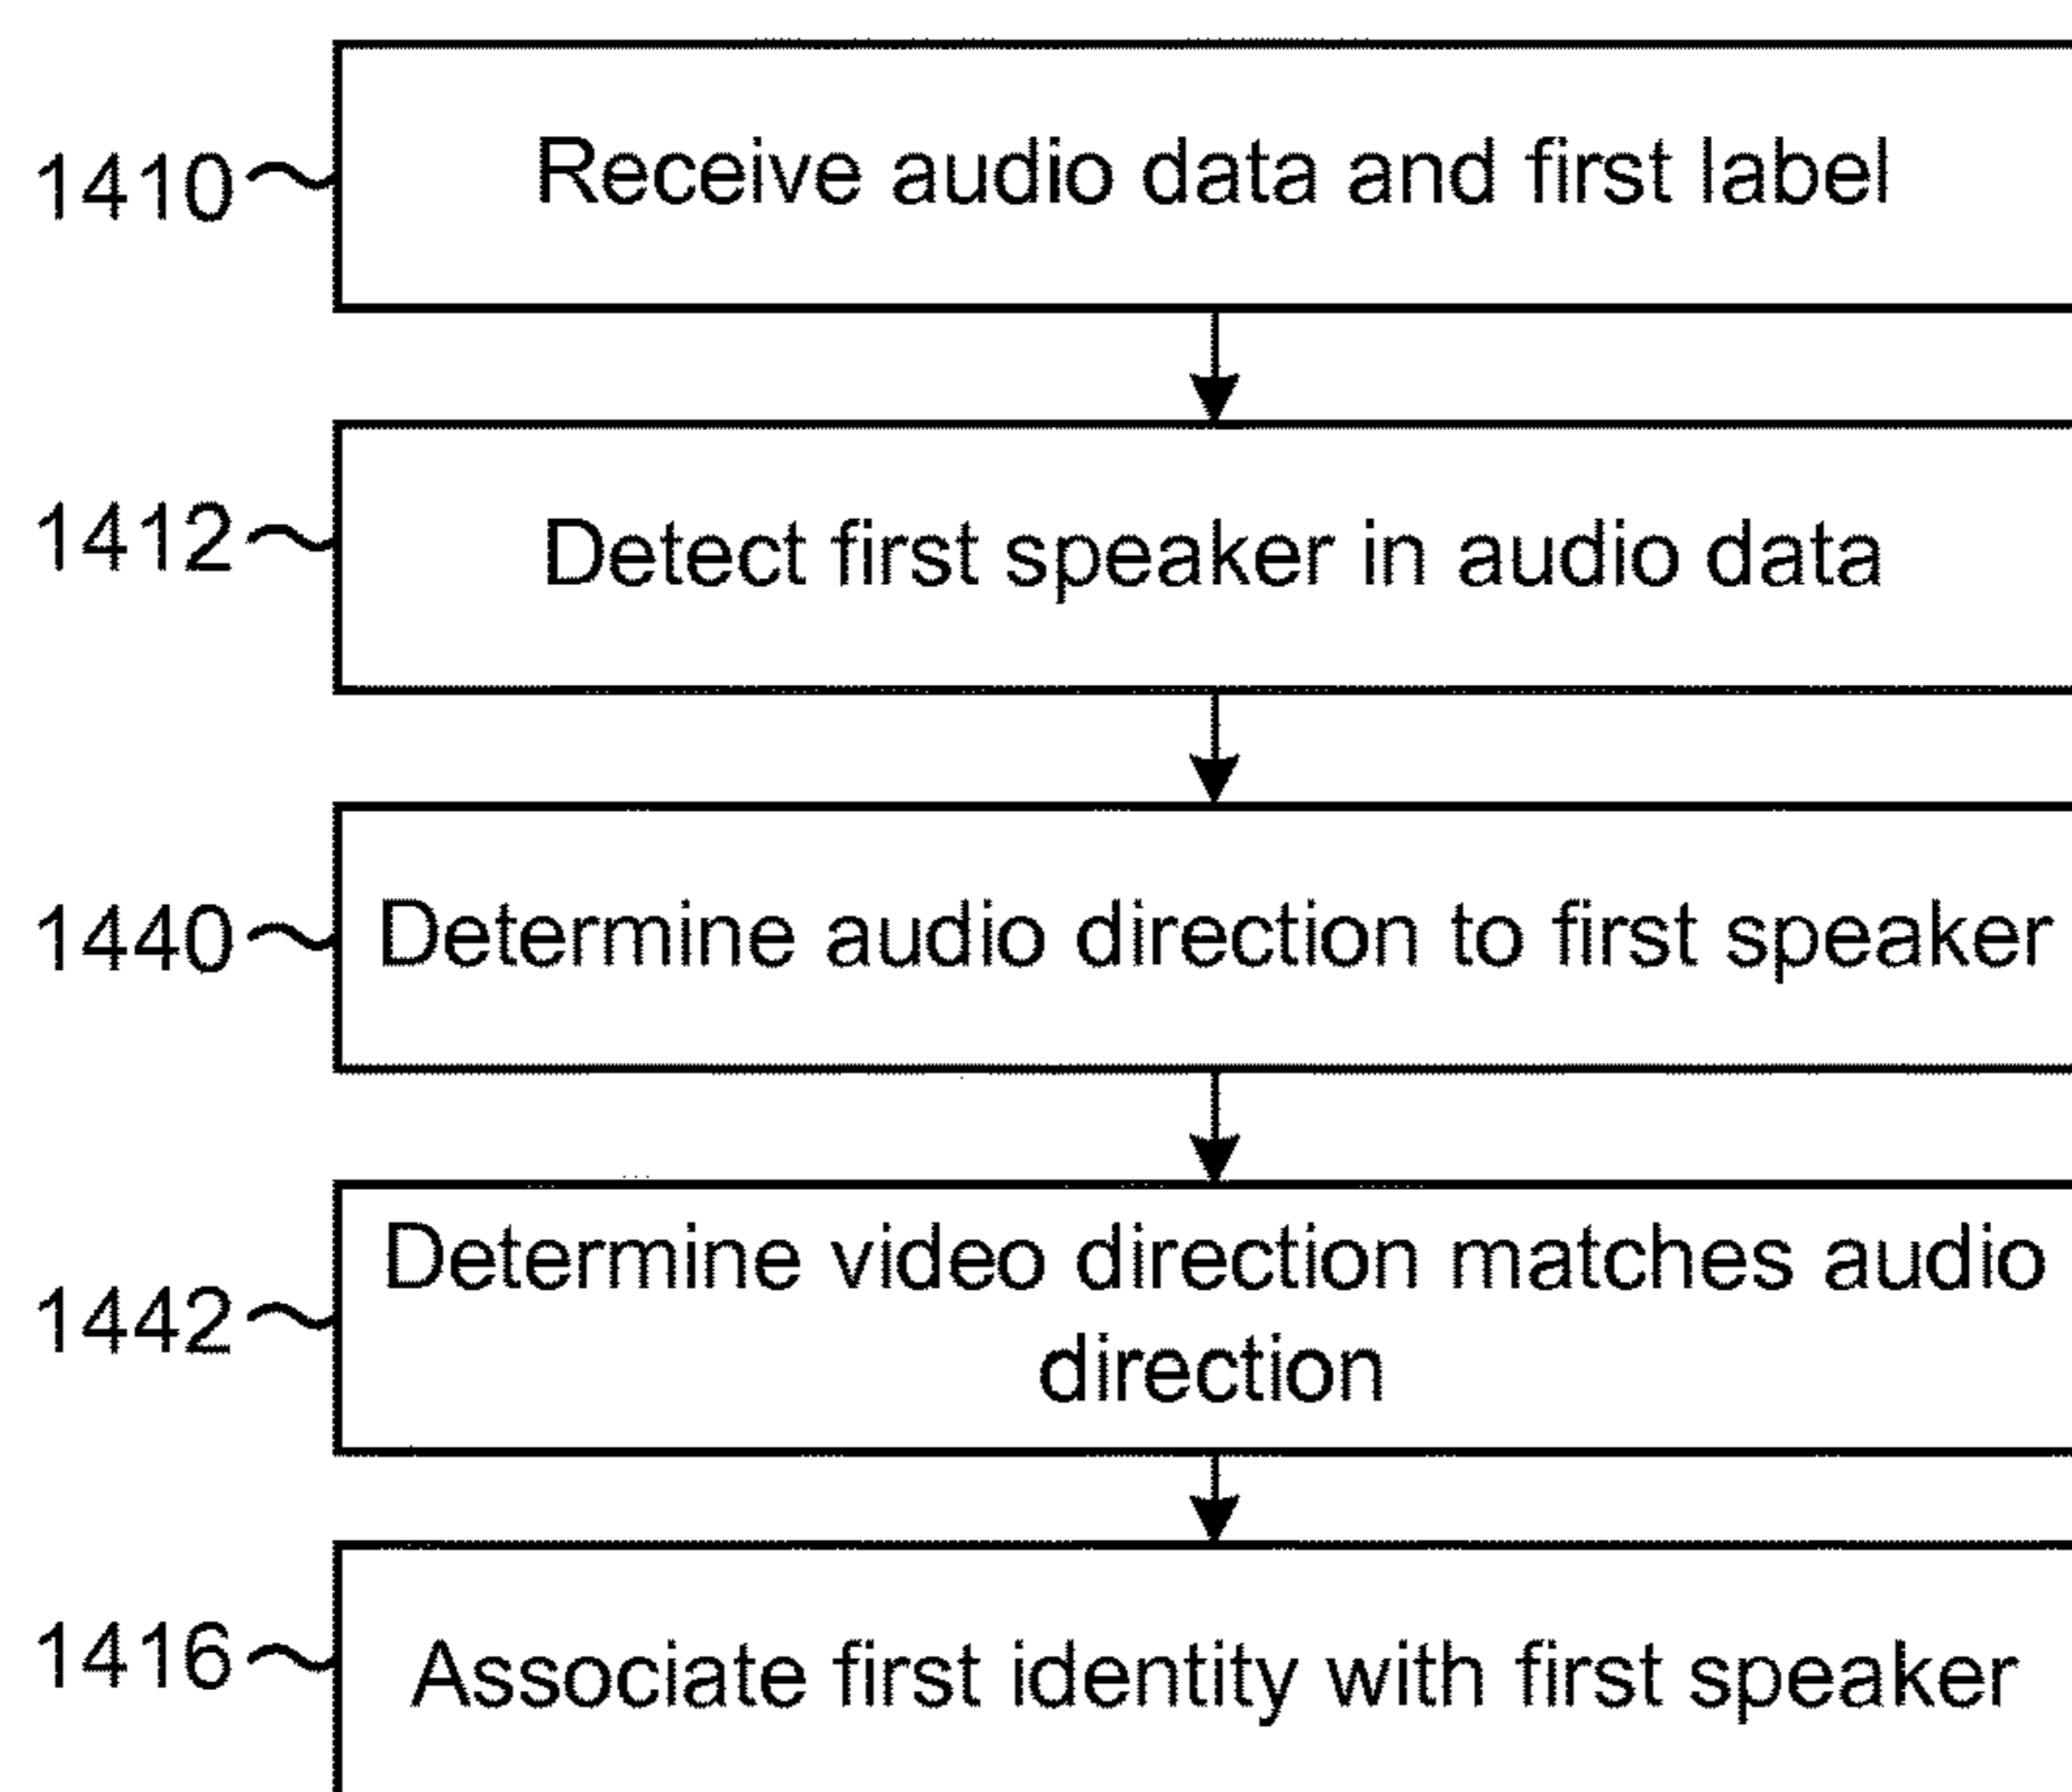 1410
Receive audio data and first label
1412
Detect first speaker in audio data
1440
Determine audio direction to first speaker
1442
Determine video direction matches audio
direction
1416
Associate first identity with first speaker